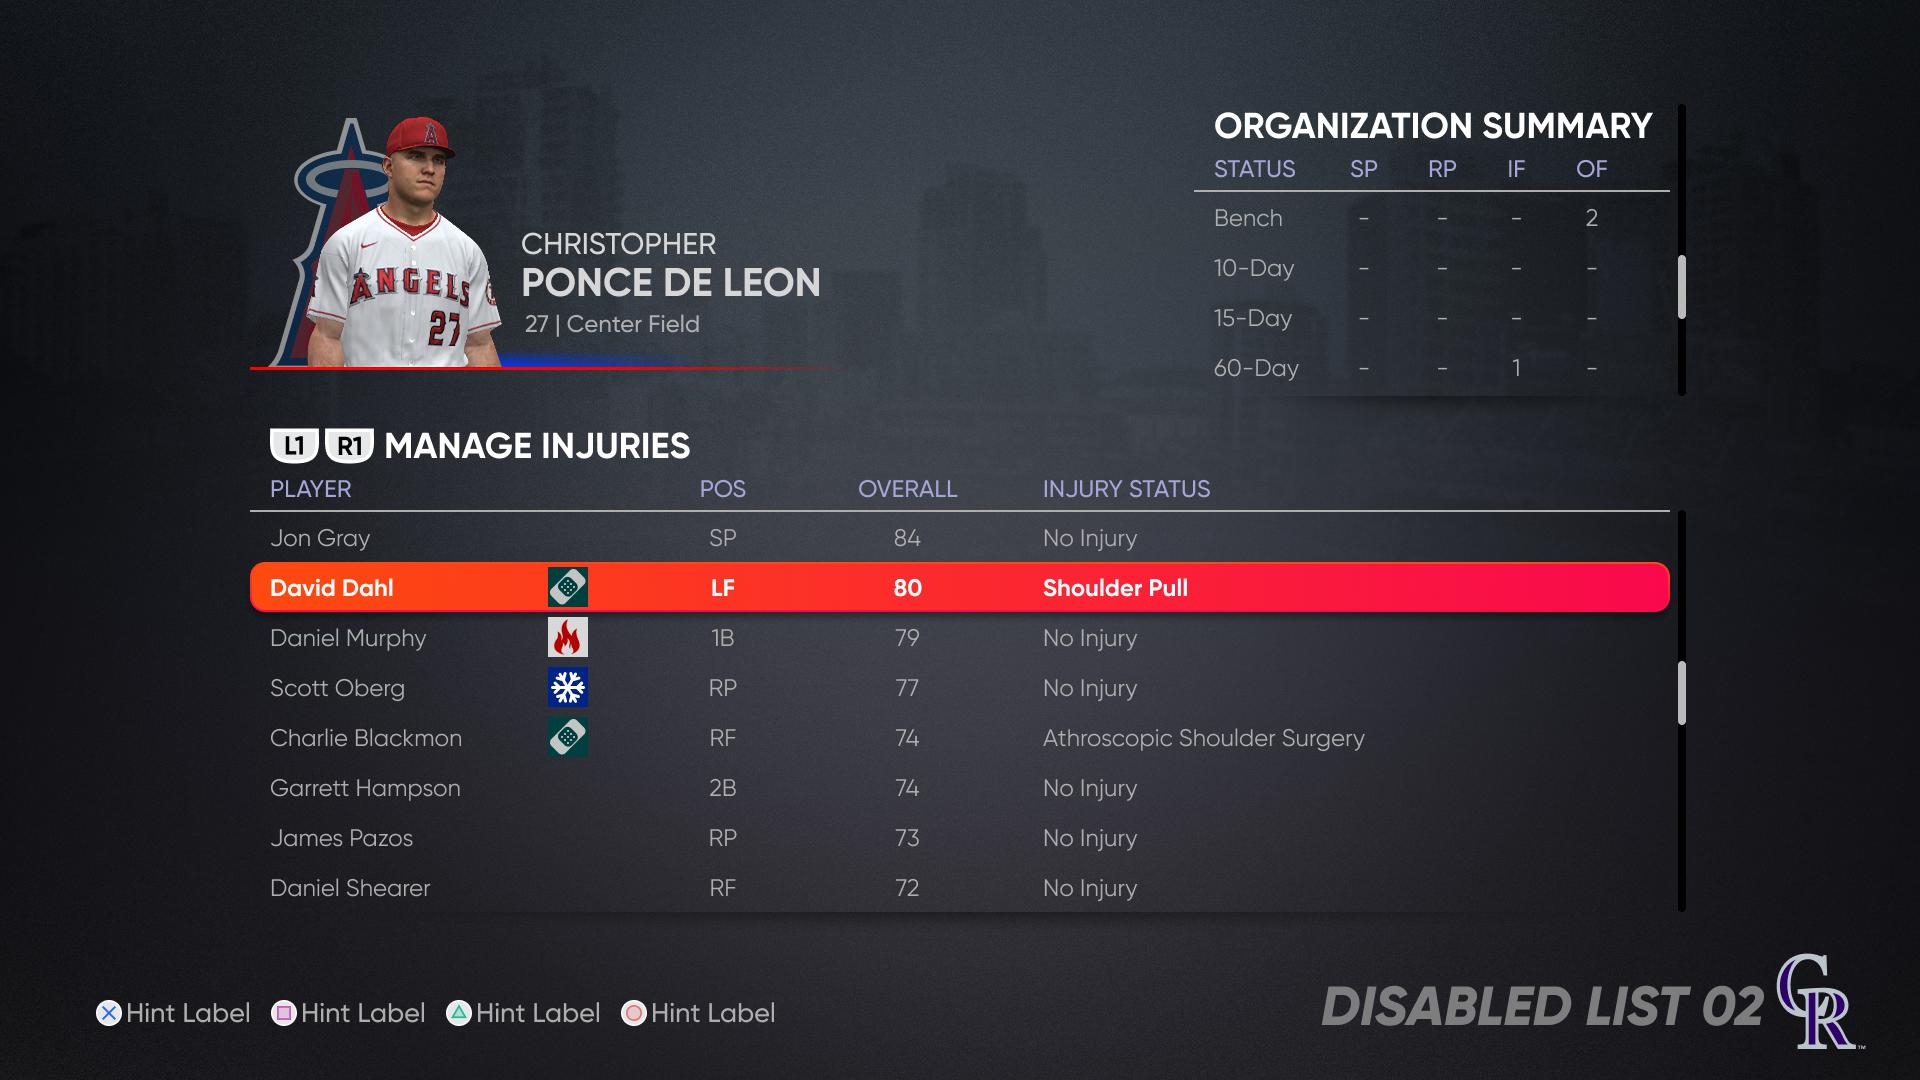 CHRISTOPHER
PONCE DE LEON
27 | Center Field
ANGELS
27
ORGANIZATION SUMMARY
STATUS SP RP IF OF
Bench - - - 2
10-Day - - - -
15-Day - - - -
60-Day - - 1 -
L1 R1 MANAGE INJURIES
PLAYER POS OVERALL INJURY STATUS
Jon Gray SP 84 No Injury
David Dahl LF 80 Shoulder Pull
Daniel Murphy 1B 79 No Injury
Scott Oberg RP 77 No Injury
Charlie Blackmon RF 74 Athroscopic Shoulder Surgery
Garrett Hampson 2B 74 No Injury
James Pazos RP 73 No Injury
Daniel Shearer RF 72 No Injury
Hint Label Hint Label Hint Label Hint Label
DISABLED LIST 02
CR™